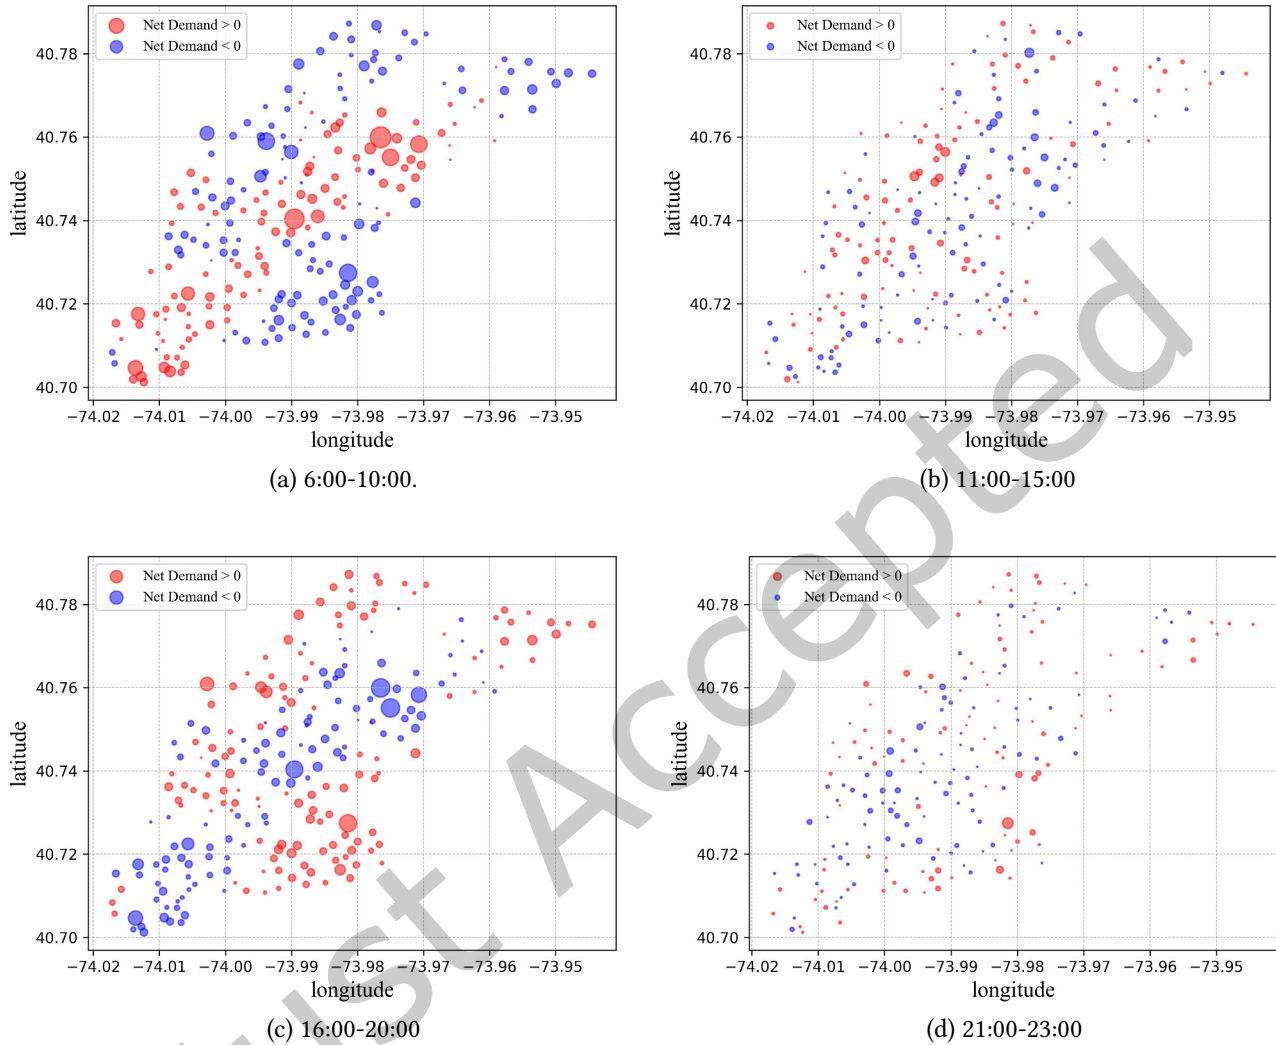 Net Demand > 0
Net Demand < 0
40.78
40.76
40.74
40.72
40.70
latitude
−74.02 −74.01 −74.00 −73.99 −73.98 −73.97 −73.96 −73.95
longitude
(a) 6:00-10:00.
Net Demand > 0
Net Demand < 0
40.78
40.76
40.74
40.72
40.70
latitude
−74.02 −74.01 −74.00 −73.99 −73.98 −73.97 −73.96 −73.95
longitude
(b) 11:00-15:00
Net Demand > 0
Net Demand < 0
40.78
40.76
40.74
40.72
40.70
latitude
−74.02 −74.01 −74.00 −73.99 −73.98 −73.97 −73.96 −73.95
longitude
(c) 16:00-20:00
Net Demand > 0
Net Demand < 0
40.78
40.76
40.74
40.72
40.70
latitude
−74.02 −74.01 −74.00 −73.99 −73.98 −73.97 −73.96 −73.95
longitude
(d) 21:00-23:00
Just Accepted